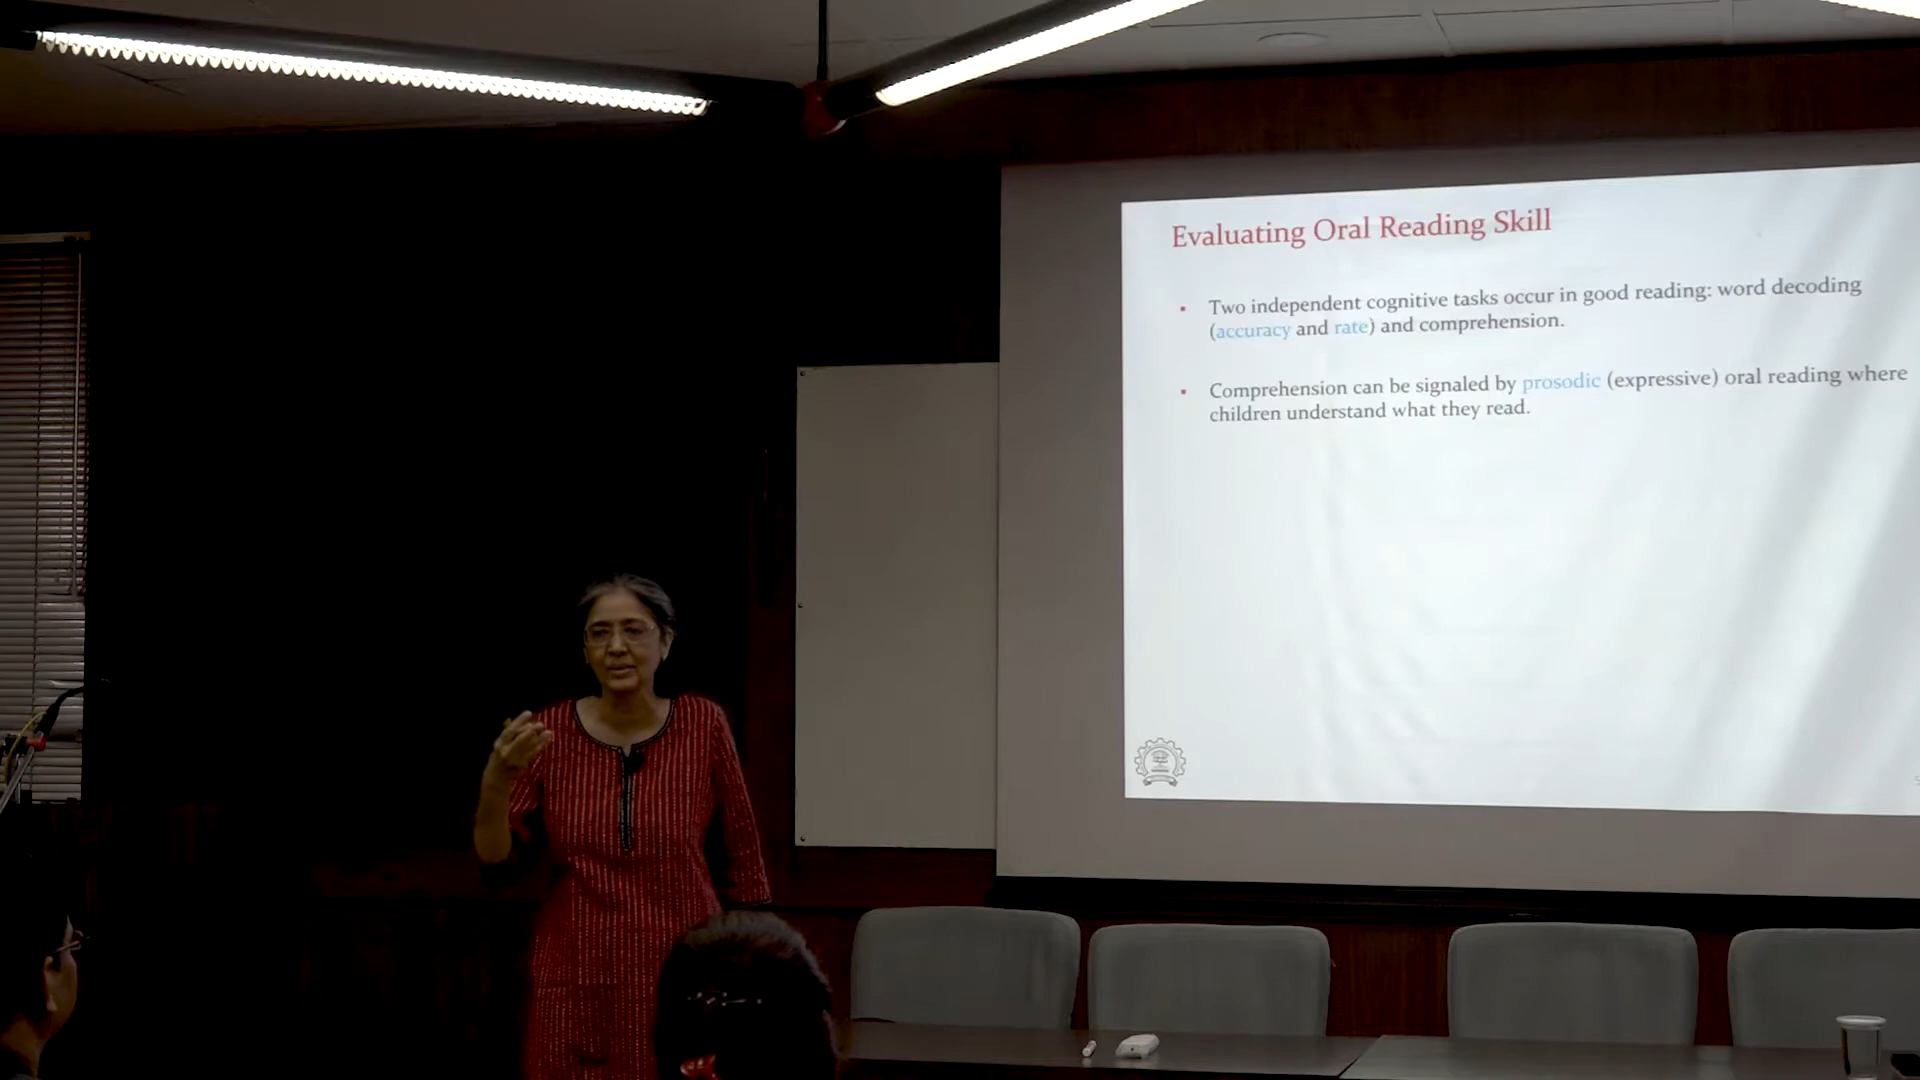 Evaluating Oral Reading Skill
Two independent cognitive tasks occur in good reading: word decoding
(accuracy and rate) and comprehension.
Comprehension can be signaled by prosodic (expressive) oral reading where
children understand what they read.